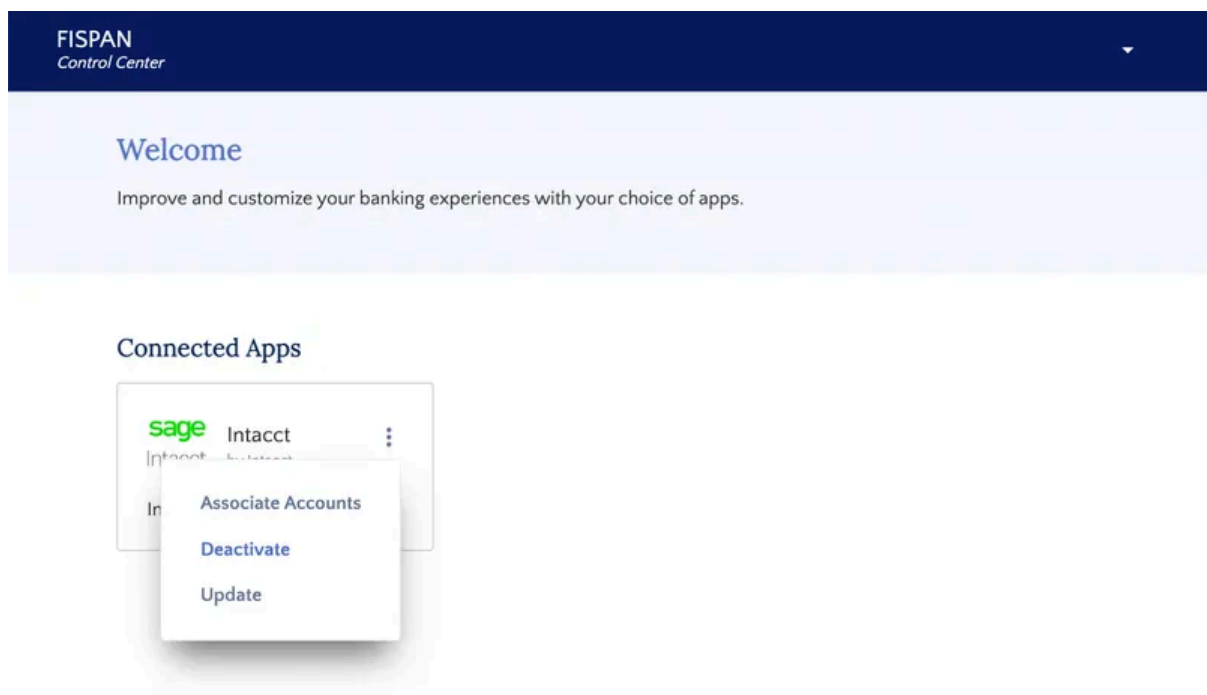 FISPAN
Control Center
Welcome
Improve and customize your banking experiences with your choice of apps.
Connected Apps
sage
Intacct
Intacct
Associate Accounts
Deactivate
Update